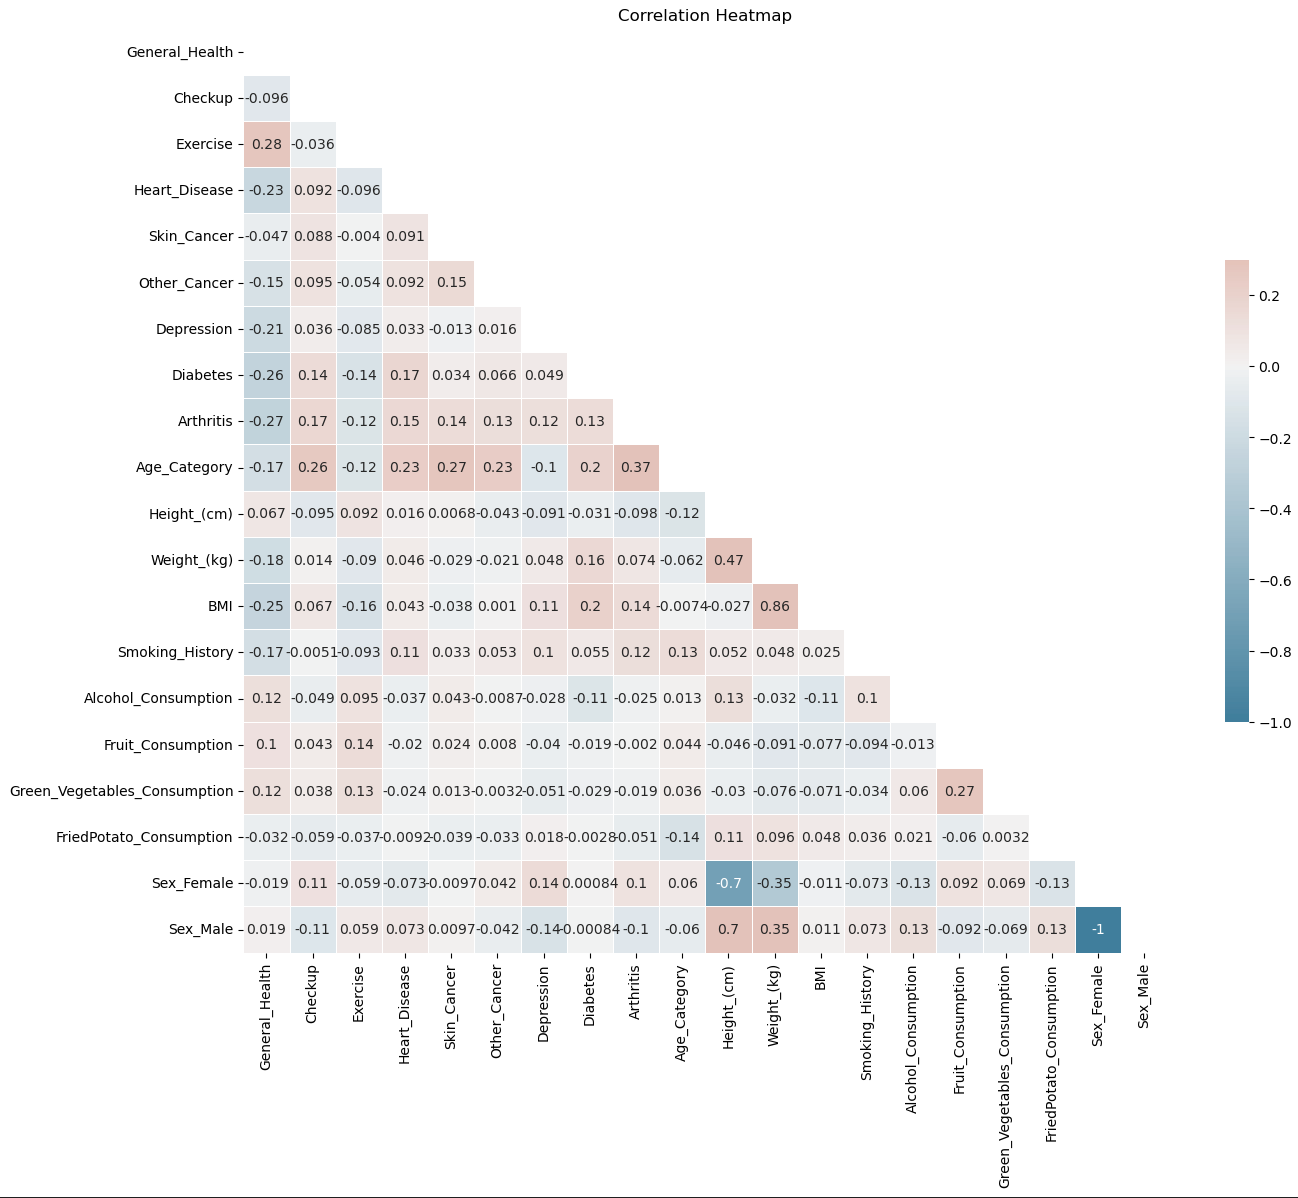 Correlation Heatmap
General_Health
Checkup -0.096
Exercise 0.28 -0.036
Heart_Disease -0.23 0.092 -0.096
Skin_Cancer -0.047 0.088 -0.004 0.091
0.2
Other_Cancer -0.15 0.095 -0.054 0.092 0.15
Depression -0.21 0.036 -0.085 0.033 -0.013 0.016
0.0
Diabetes -0.26 0.14 -0.14 0.17 0.034 0.066 0.049
Arthritis -0.27 0.17 -0.12 0.15 0.14 0.13 0.12 0.13
−0.2
Age_Category -0.17 0.26 -0.12 0.23 0.27 0.23 -0.1 0.2 0.37
Height_(cm) 0.067 -0.095 0.092 0.016 0.0068 -0.043 -0.091 -0.031 -0.098 -0.12
−0.4
Weight_(kg) -0.18 0.014 -0.09 0.046 -0.029 -0.021 0.048 0.16 0.074 -0.062 0.47
−0.6
BMI -0.25 0.067 -0.16 0.043 -0.038 0.001 0.11 0.2 0.14 -0.0074 -0.027 0.86
Smoking_History -0.17 -0.0051 -0.093 0.11 0.033 0.053 0.1 0.055 0.12 0.13 0.052 0.048 0.025
−0.8
Alcohol_Consumption 0.12 -0.049 0.095 -0.037 0.043 -0.0087 -0.028 -0.11 -0.025 0.013 0.13 -0.032 -0.11 0.1
−1.0
Fruit_Consumption 0.1 0.043 0.14 -0.02 0.024 0.008 -0.04 -0.019 -0.002 0.044 -0.046 -0.091 -0.077 -0.094 -0.013
Green_Vegetables_Consumption 0.12 0.038 0.13 -0.024 0.013 -0.0032 -0.051 -0.029 -0.019 0.036 -0.03 -0.076 -0.071 -0.034 0.06 0.27
FriedPotato_Consumption -0.032 -0.059 -0.037 -0.0092 -0.039 -0.033 0.018 -0.0028 -0.051 -0.14 0.11 0.096 0.048 0.036 0.021 -0.06 0.0032
Sex_Female -0.019 0.11 -0.059 -0.073 -0.0097 0.042 0.14 0.00084 0.1 0.06 -0.7 -0.35 -0.011 -0.073 -0.13 0.092 0.069 -0.13
Sex_Male 0.019 -0.11 0.059 0.073 0.0097 -0.042 -0.14 -0.00084 -0.1 -0.06 0.7 0.35 0.011 0.073 0.13 -0.092 -0.069 0.13 -1
General_Health
Checkup
Exercise
Heart_Disease
Skin_Cancer
Other_Cancer
Depression
Diabetes
Arthritis
Age_Category
Height_(cm)
Weight_(kg)
BMI
Smoking_History
Alcohol_Consumption
Fruit_Consumption
Green_Vegetables_Consumption
FriedPotato_Consumption
Sex_Female
Sex_Male